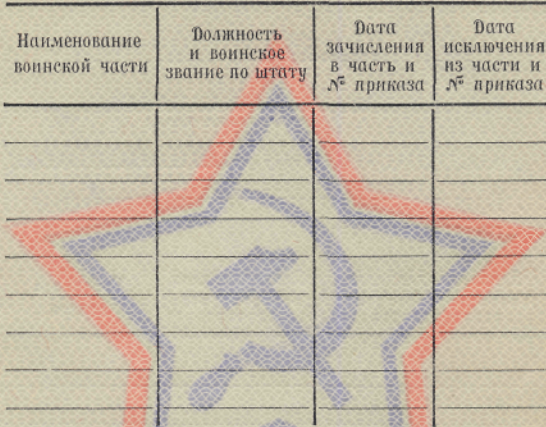 Наименование
воинской части
Должность
и воинское
звание по штату
Дата
зачисления
в часть и
№ приказа
Дата
исключения
из части и
№ приказа